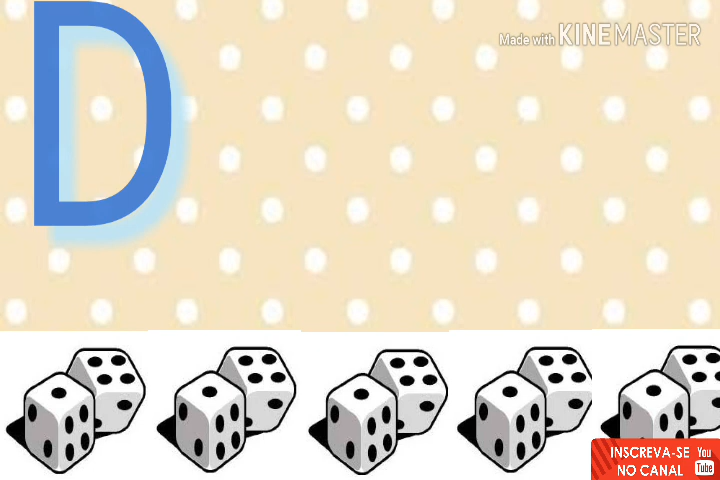 D
Made with KINEMASTER
INSCREVA-SE You
NO CANAL Tube